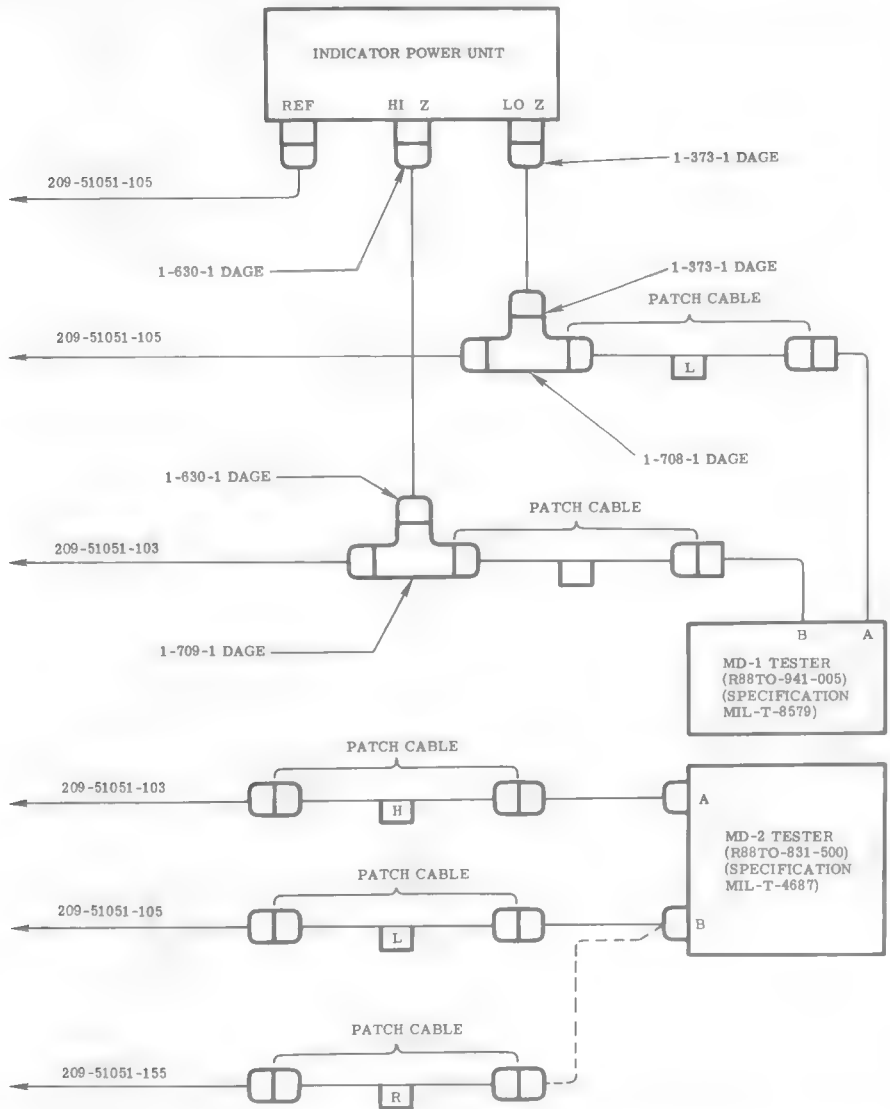 INDICATOR POWER UNIT
REF HI Z LO Z
1-373-1 DAGE
209-51051-105
1-630-1 DAGE
1-373-1 DAGE
PATCH CABLE
209-51051-105
L
1-708-1 DAGE
1-630-1 DAGE
PATCH CABLE
209-51051-103
1-709-1 DAGE
B A
MD-1 TESTER
(R88TO-941-005)
(SPECIFICATION
MIL-T-8579)
PATCH CABLE
209-51051-103
H
A
MD-2 TESTER
(R88TO-831-500)
(SPECIFICATION
MIL-T-4687)
PATCH CABLE
209-51051-105
L
B
PATCH CABLE
209-51051-155
R